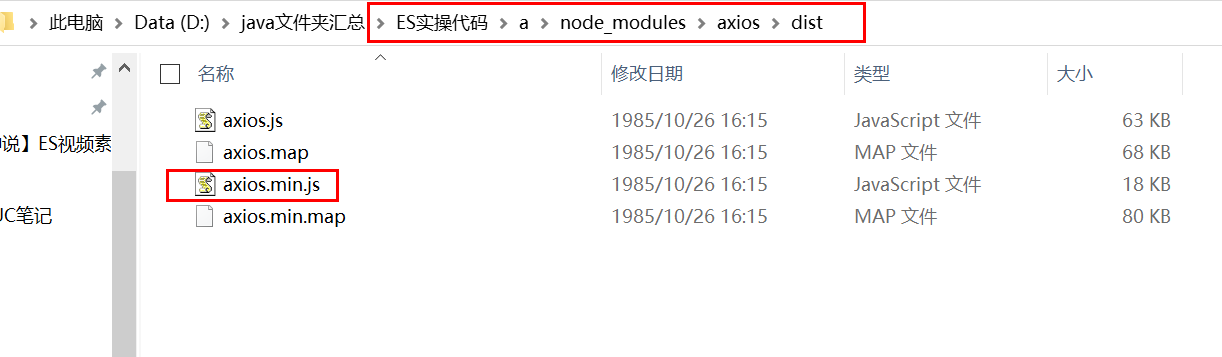 此电脑 > Data (D:) > java文件夹汇总 > ES实操代码 > a > node_modules > axios > dist
名称 修改日期 类型 大小
axios.js 1985/10/26 16:15 JavaScript 文件 63 KB
说】ES视频素
axios.map 1985/10/26 16:15 MAP 文件 68 KB
axios.min.js 1985/10/26 16:15 JavaScript 文件 18 KB
UC笔记
axios.min.map 1985/10/26 16:15 MAP 文件 80 KB